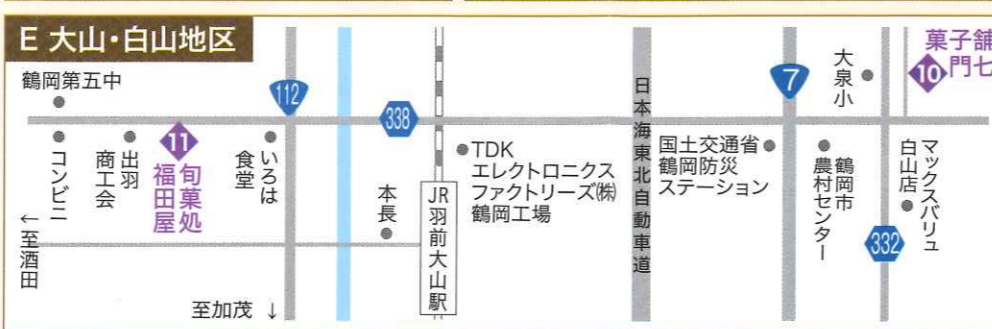 E 大山・白山地区
鶴岡第五中
コンビニ
出羽
商工会
11
旬菓処
福田屋
いろは
食堂
112
338
本長
JR羽前大山駅
TDK
エレクトロニクス
ファクトリーズ㈱
鶴岡工場
日本海東北自動車道
国土交通省
鶴岡防災
ステーション
7
大泉小
鶴岡市
農村センター
菓子舗
門七
10
マックスバリュ
白山店
332
←至酒田
至加茂 ↓